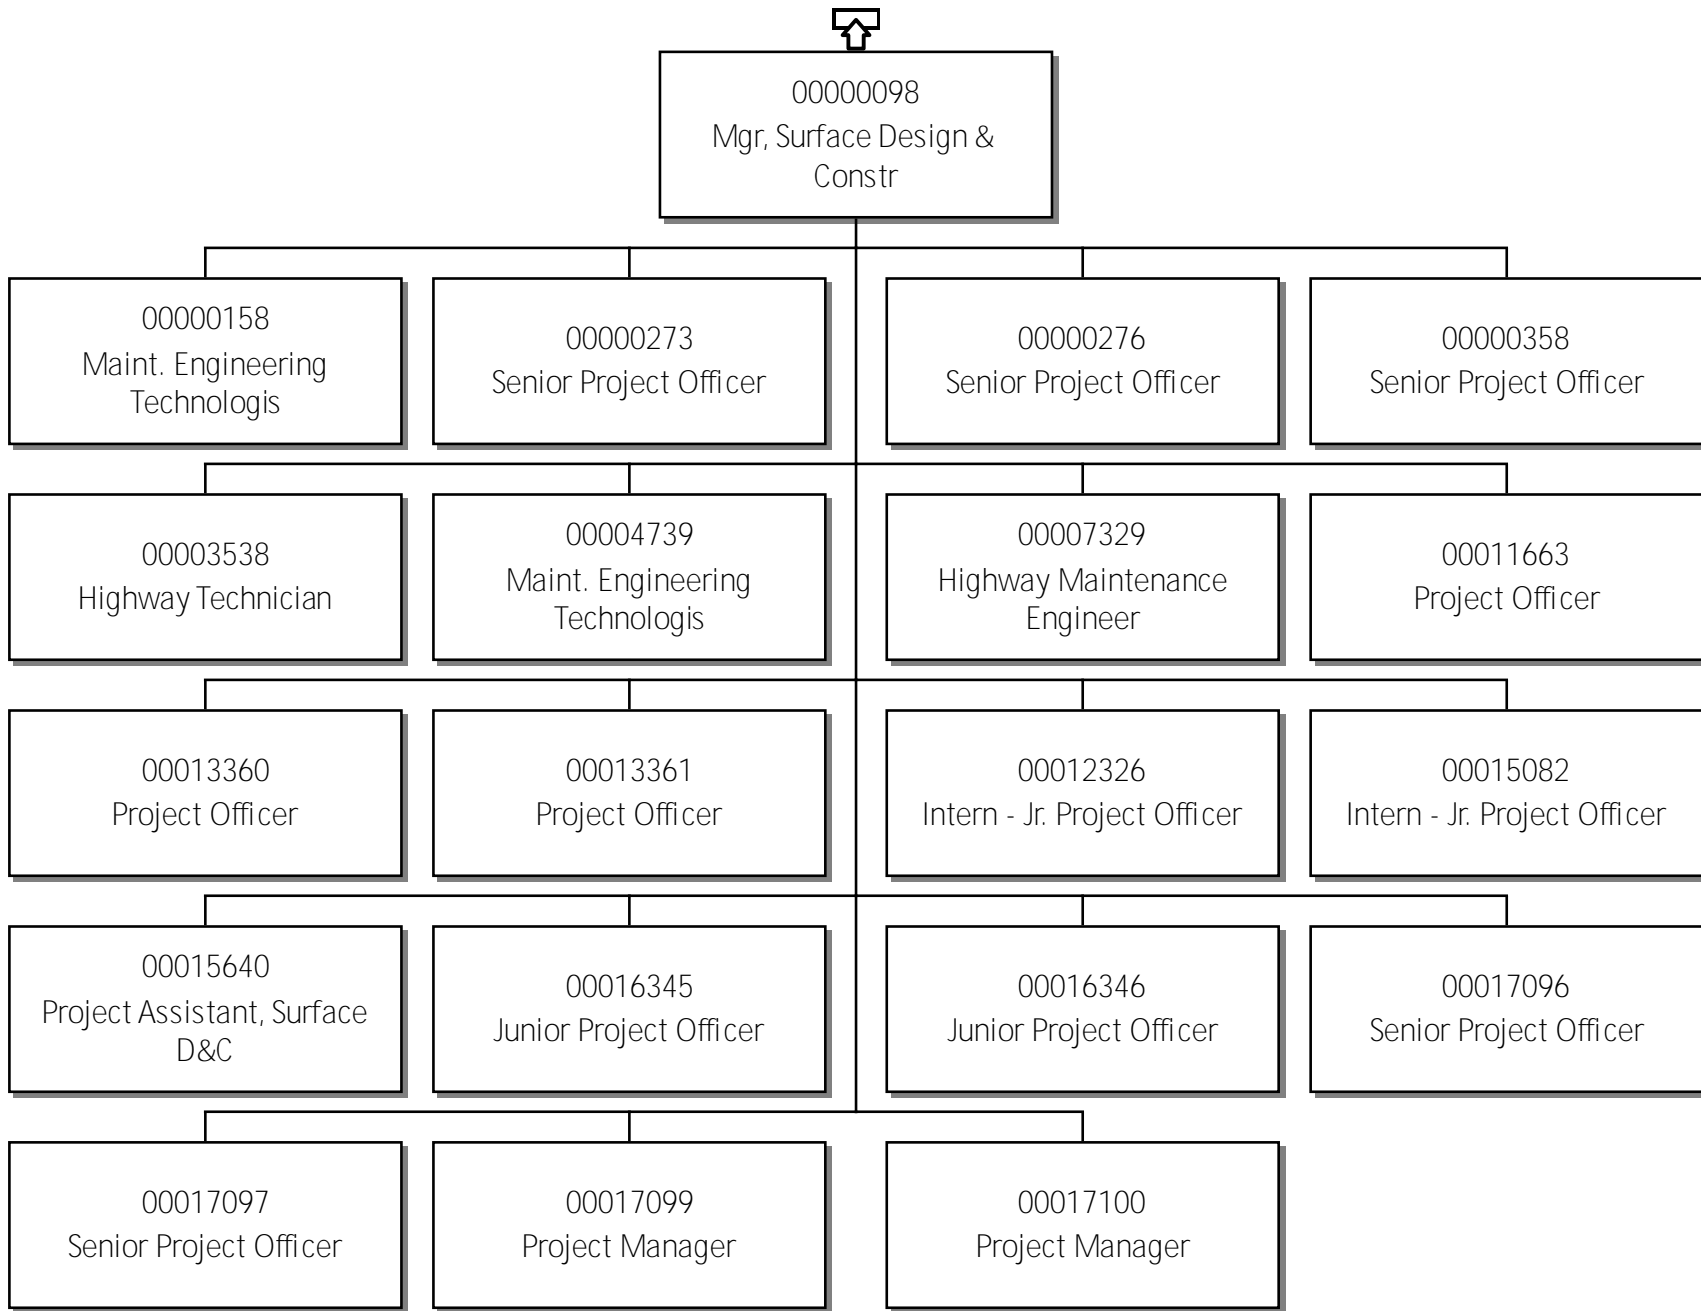 00000098
Mgr, Surface Design &
Constr
00000158
Maint. Engineering
Technologis
00000273
Senior Project Officer
00000276
Senior Project Officer
00000358
Senior Project Officer
00003538
Highway Technician
00004739
Maint. Engineering
Technologis
00007329
Highway Maintenance
Engineer
00011663
Project Officer
00013360
Project Officer
00013361
Project Officer
00012326
Intern - Jr. Project Officer
00015082
Intern - Jr. Project Officer
00015640
Project Assistant, Surface
D&C
00016345
Junior Project Officer
00016346
Junior Project Officer
00017096
Senior Project Officer
00017097
Senior Project Officer
00017099
Project Manager
00017100
Project Manager